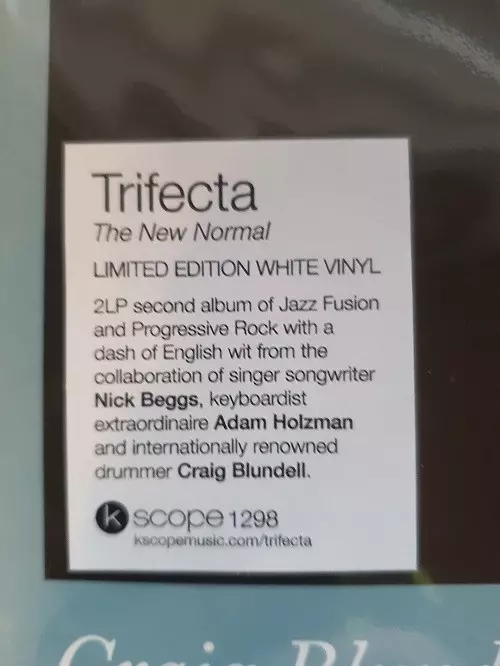 Trifecta
The New Normal
LIMITED EDITION WHITE VINYL
2LP second album of Jazz Fusion
and Progressive Rock with a
dash of English wit from the
collaboration of singer songwriter
Nick Beggs, keyboardist
extraordinaire Adam Holzman
and internationally renowned
drummer Craig Blundell.
k scope 1298
kscopemusic.com/trifecta
Craig